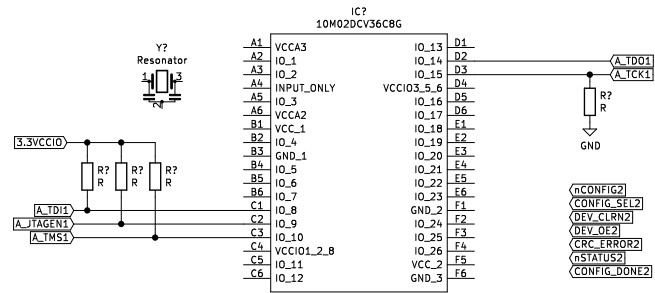 IC?
10M02DCV36C8G
Y?
Resonator
1
3
2
A1 VCCA3 IO_13 D1
A2 IO_1 IO_14 D2 A_TDO1
A3 IO_2 IO_15 D3 A_TCK1
A4 INPUT_ONLY VCCIO3_5_6 D4
A5 IO_3 IO_16 D5
A6 VCCA2 IO_17 D6
R?
R
B1 VCC_1 IO_18 E1
GND
3.3VCCIO
B2 IO_4 IO_19 E2
B3 GND_1 IO_20 E3
B4 IO_5 IO_21 E4
B5 IO_6 IO_22 E5
B6 IO_7 IO_23 E6
R? R? R?
R R R
A_TDI1 C1 IO_8 GND_2 F1
A_JTAGEN1 C2 IO_9 IO_24 F2
A_TMS1 C3 IO_10 IO_25 F3
C4 VCCIO1_2_8 IO_26 F4
C5 IO_11 VCC_2 F5
C6 IO_12 GND_3 F6
nCONFIG2
CONFIG_SEL2
DEV_CLRN2
DEV_OE2
CRC_ERROR2
nSTATUS2
CONFIG_DONE2